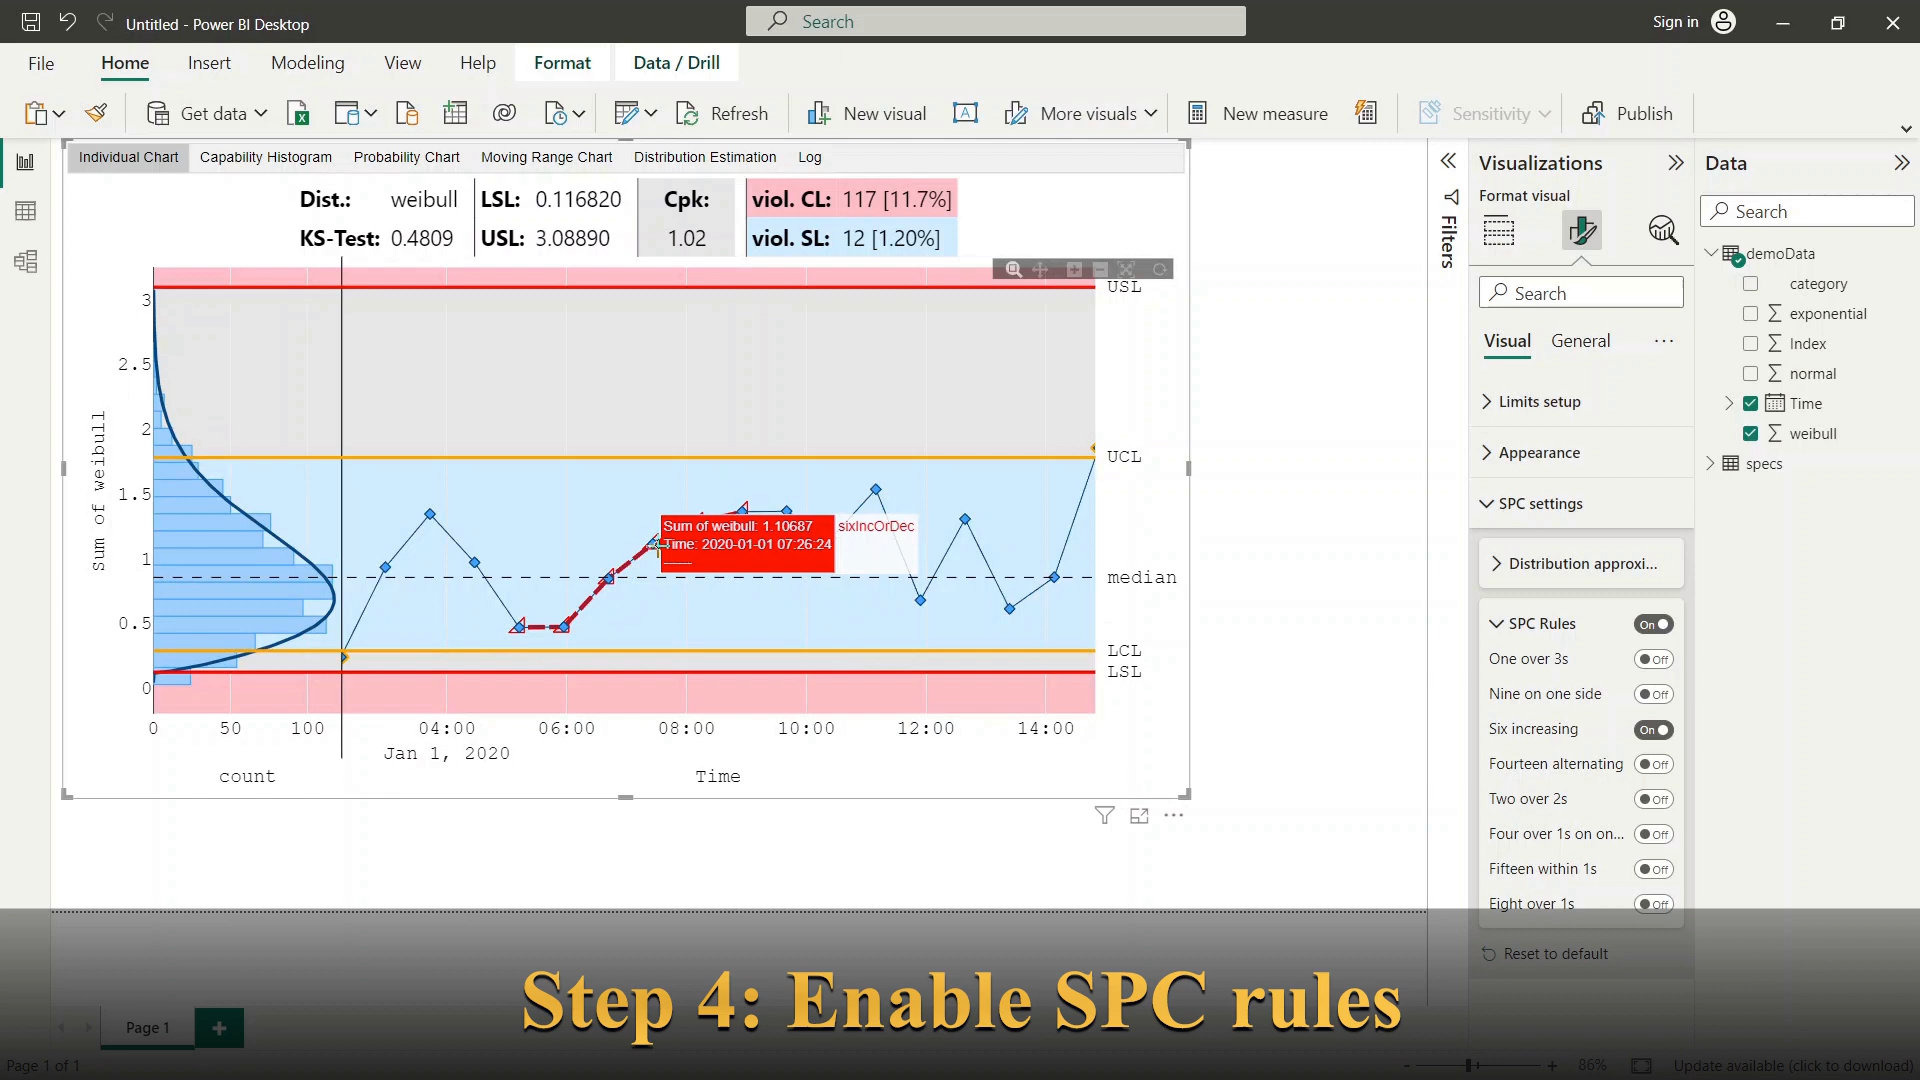 Untitled - Power BI Desktop
Search
Sign in
File Home Insert Modeling View Help Format Data / Drill
Get data Refresh New visual More visuals New measure Sensitivity Publish
Individual Chart Capability Histogram Probability Chart Moving Range Chart Distribution Estimation Log
Dist.: weibull LSL: 0.116820 Cpk: viol. CL: 117 [11.7%]
KS-Test: 0.4809 USL: 3.08890 1.02 viol. SL: 12 [1.20%]
Sum of weibull
3
2.5
2
1.5
1
0.5
0
USL
UCL
median
LCL
LSL
Sum of weibull: 1.10687
Time: 2020-01-01 07:26:24
sixIncOrDec
0 50 100 04:00 06:00 08:00 10:00 12:00 14:00
Jan 1, 2020
count Time
Filters
Visualizations
Format visual
Search
Visual General
Limits setup
Appearance
SPC settings
Distribution approxi...
SPC Rules On
One over 3s Off
Nine on one side Off
Six increasing On
Fourteen alternating Off
Two over 2s Off
Four over 1s on on... Off
Fifteen within 1s Off
Eight over 1s Off
Reset to default
Data
Search
demoData
category
exponential
Index
normal
Time
weibull
specs
Step 4: Enable SPC rules
Page 1
Page 1 of 1
86%
Update available (click to download)